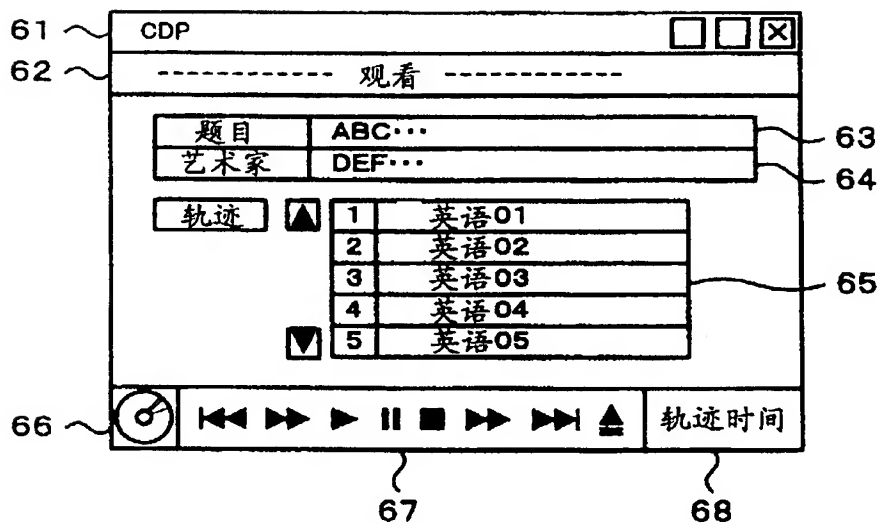 61 CDP
62 ------------ 观看 ------------
题目 ABC··· 63
艺术家 DEF··· 64
轨迹 1 英语01
2 英语02
3 英语03 65
4 英语04
5 英语05
66 轨迹时间
67 68